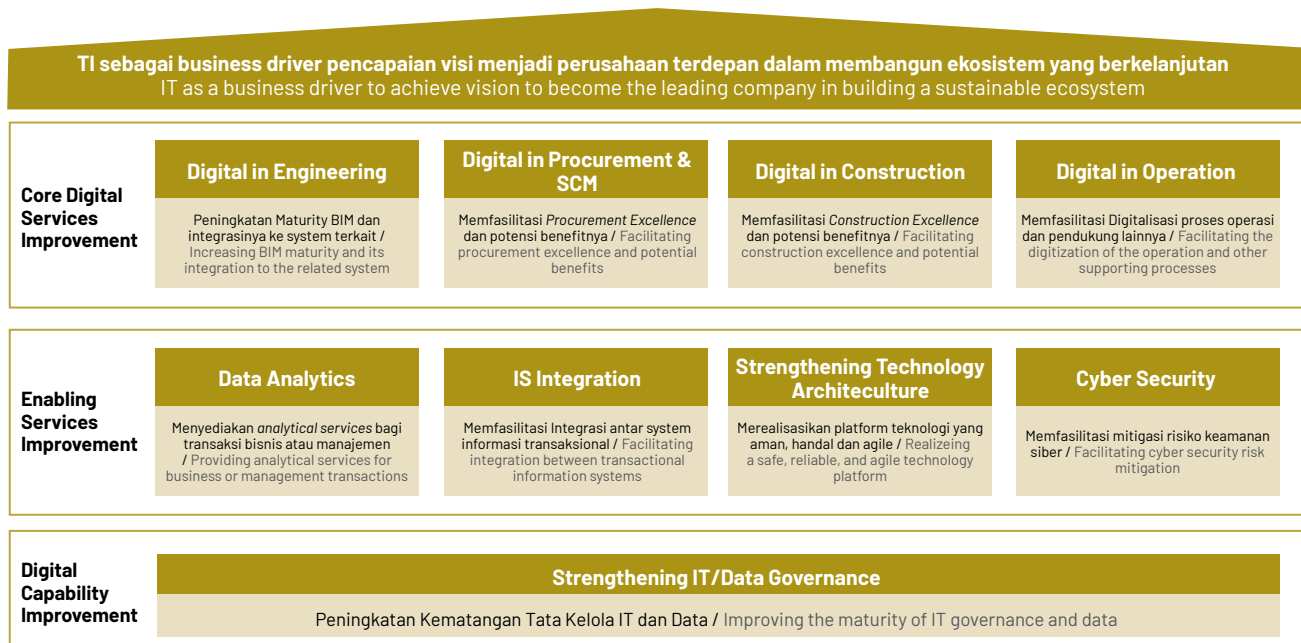 TI sebagai business driver pencapaian visi menjadi perusahaan terdepan dalam membangun ekosistem yang berkelanjutan
IT as a business driver to achieve vision to become the leading company in building a sustainable ecosystem
Core Digital
Services
Improvement
Digital in Engineering
Peningkatan Maturity BIM dan
integrasinya ke system terkait /
Increasing BIM maturity and its
integration to the related system
Digital in Procurement &
SCM
Memfasilitasi Procurement Excellence
dan potensi benefitnya / Facilitating
procurement excellence and potential
benefits
Digital in Construction
Memfasilitasi Construction Excellence
dan potensi benefitnya / Facilitating
construction excellence and potential
benefits
Digital in Operation
Memfasilitasi Digitalisasi proses operasi
dan pendukung lainnya / Facilitating the
digitization of the operation and other
supporting processes
Enabling
Services
Improvement
Data Analytics
Menyediakan analytical services bagi
transaksi bisnis atau manajemen
/ Providing analytical services for
business or management transactions
IS Integration
Memfasilitasi Integrasi antar system
informasi transaksional / Facilitating
integration between transactional
information systems
Strengthening Technology
Architeculture
Merealisasikan platform teknologi yang
aman, handal dan agile / Realizeing
a safe, reliable, and agile technology
platform
Cyber Security
Memfasilitasi mitigasi risiko keamanan
siber / Facilitating cyber security risk
mitigation
Digital
Capability
Improvement
Strengthening IT/Data Governance
Peningkatan Kematangan Tata Kelola IT dan Data / Improving the maturity of IT governance and data